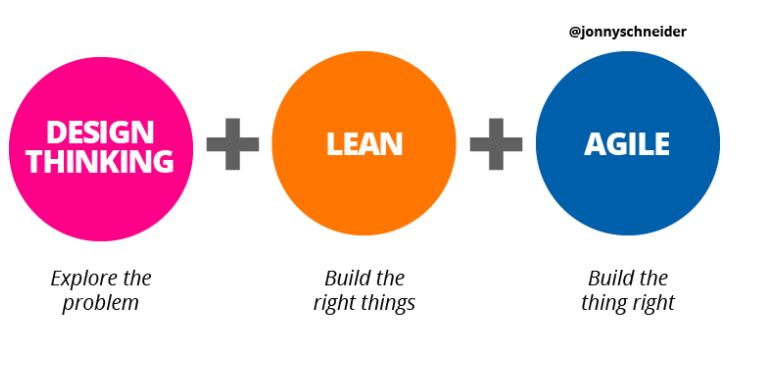 @jonnyschneider
DESIGN
THINKING
LEAN
AGILE
Explore the
problem
Build the
right things
Build the
thing right